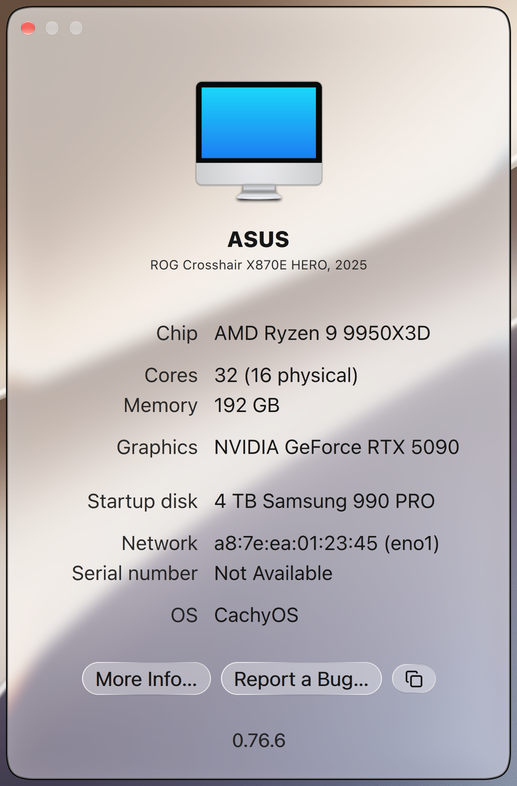 ASUS
ROG Crosshair X870E HERO, 2025
Chip AMD Ryzen 9 9950X3D
Cores 32 (16 physical)
Memory 192 GB
Graphics NVIDIA GeForce RTX 5090
Startup disk 4 TB Samsung 990 PRO
Network a8:7e:ea:01:23:45 (eno1)
Serial number Not Available
OS CachyOS
More Info... Report a Bug...
0.76.6